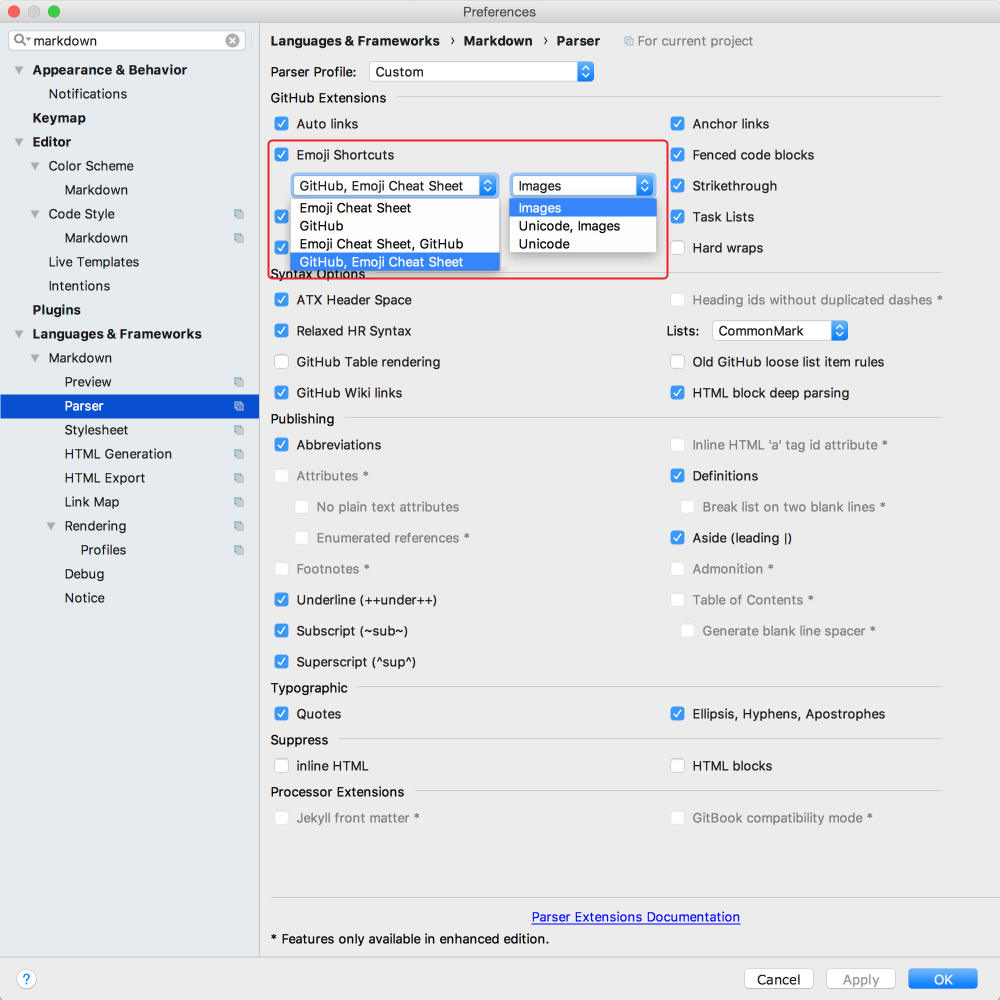 Preferences
markdown
Appearance & Behavior
Notifications
Keymap
Editor
Color Scheme
Markdown
Code Style
Markdown
Live Templates
Intentions
Plugins
Languages & Frameworks
Markdown
Preview
Parser
Stylesheet
HTML Generation
HTML Export
Link Map
Rendering
Profiles
Debug
Notice
Languages & Frameworks › Markdown › Parser For current project
Parser Profile: Custom
GitHub Extensions
Auto links
Anchor links
Emoji Shortcuts
Fenced code blocks
GitHub, Emoji Cheat Sheet
Images
Strikethrough
Emoji Cheat Sheet
GitHub
Emoji Cheat Sheet, GitHub
GitHub, Emoji Cheat Sheet
Images
Unicode, Images
Unicode
Task Lists
Hard wraps
Syntax Options
ATX Header Space
Heading ids without duplicated dashes *
Relaxed HR Syntax
Lists: CommonMark
GitHub Table rendering
Old GitHub loose list item rules
GitHub Wiki links
HTML block deep parsing
Publishing
Abbreviations
Inline HTML 'a' tag id attribute *
Attributes *
Definitions
No plain text attributes
Break list on two blank lines *
Enumerated references *
Aside (leading |)
Footnotes *
Admonition *
Underline (++under++)
Table of Contents *
Subscript (~sub~)
Generate blank line spacer *
Superscript (^sup^)
Typographic
Quotes
Ellipsis, Hyphens, Apostrophes
Suppress
inline HTML
HTML blocks
Processor Extensions
Jekyll front matter *
GitBook compatibility mode *
Parser Extensions Documentation
* Features only available in enhanced edition.
?
Cancel
Apply
OK